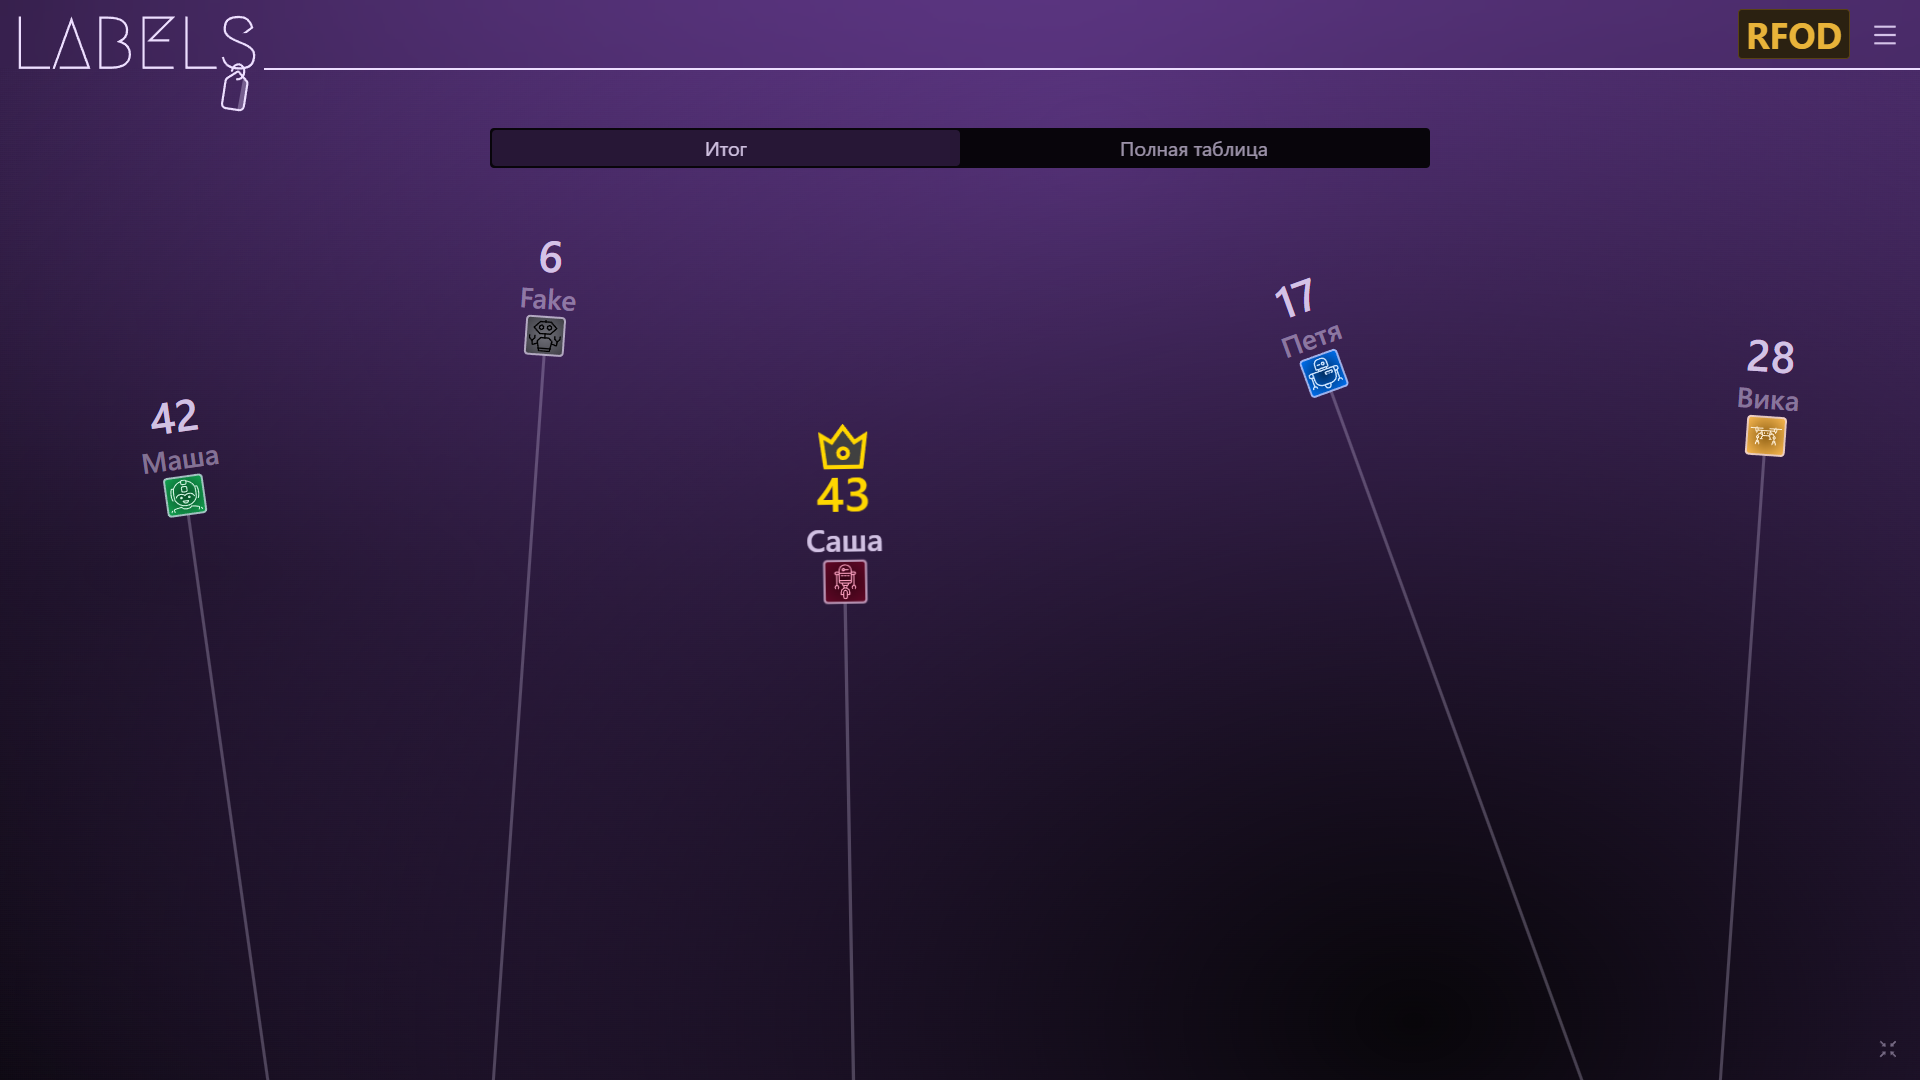 LABELS
RFOD
Итог
Полная таблица
42
Маша
6
Fake
43
Саша
17
Петя
28
Вика